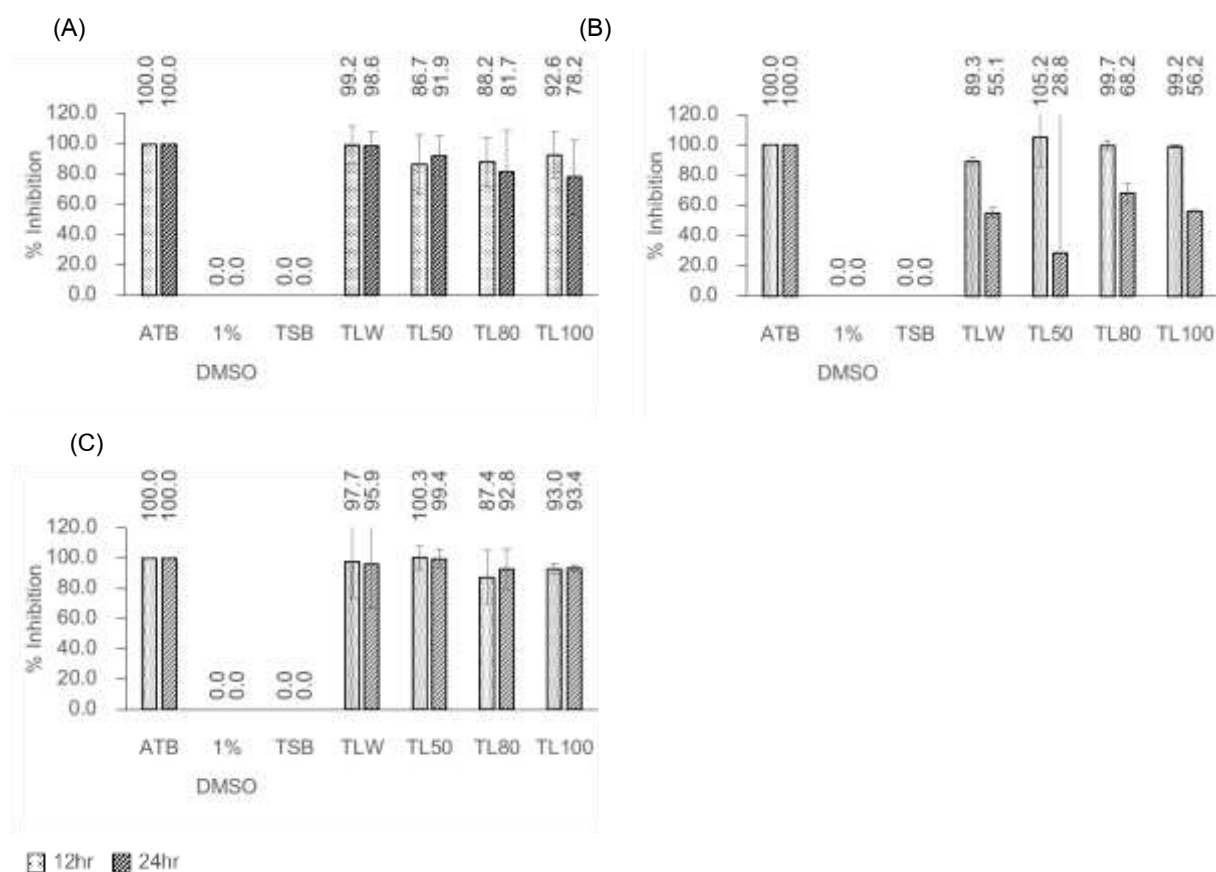 (A)
100.0 100.0 99.2 98.6 86.7 91.9 88.2 81.7 92.6 78.2
120.0
100.0
80.0
60.0
40.0
20.0
0.0
% Inhibition
0.0 0.0 0.0 0.0
ATB 1% TSB TLW TL50 TL80 TL100
DMSO
(B)
100.0 100.0 89.3 55.1 105.2 28.8 99.7 68.2 99.2 56.2
120.0
100.0
80.0
60.0
40.0
20.0
0.0
% Inhibition
0.0 0.0 0.0 0.0
ATB 1% TSB TLW TL50 TL80 TL100
DMSO
(C)
100.0 100.0 97.7 95.9 100.3 99.4 87.4 92.8 93.0 93.4
120.0
100.0
80.0
60.0
40.0
20.0
0.0
% Inhibition
0.0 0.0 0.0 0.0
ATB 1% TSB TLW TL50 TL80 TL100
DMSO
12hr 24hr